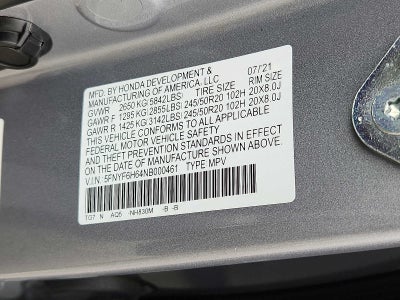 MFD. BY HONDA DEVELOPMENT & 07/21
MANUFACTURING OF AMERICA, LLC
GVWR 2650 KG(5842LBS) TIRE SIZE RIM SIZE
GAWR F 1295 KG(2855LBS) 245/50R20 102H 20X8.0J
GAWR R 1425 KG(3142LBS) 245/50R20 102H 20X8.0J
THIS VEHICLE CONFORMS TO ALL APPLICABLE
FEDERAL MOTOR VEHICLE SAFETY
AND THEFT PREVENTION STANDARDS IN EFFECT
ON THE DATE OF MANUFACTURE SHOWN ABOVE.
V.I.N.: 5FNYF6H64NB000461 TYPE MPV
TG7 N AQ5 -NH830M -B -B